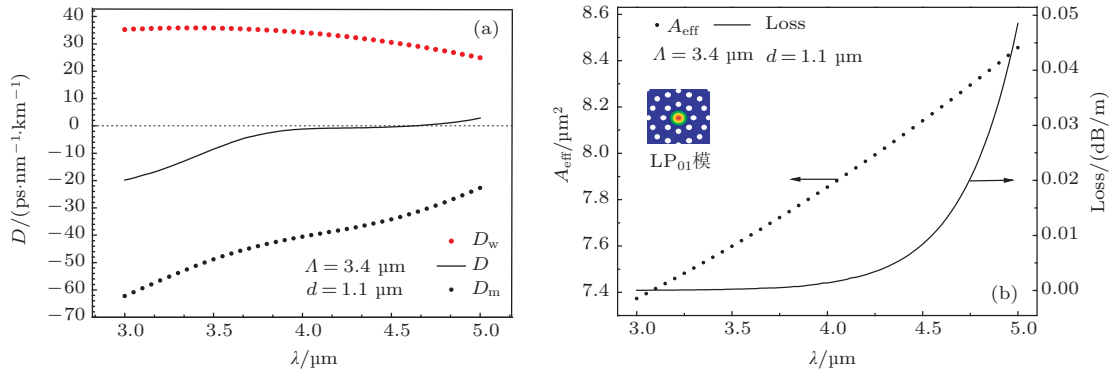 (a)
40
30
20
10
0
−10
−20
−30
−40
−50
−60
−70
D/(ps·nm⁻¹·km⁻¹)
D_w
Λ = 3.4 µm
D
d = 1.1 µm
D_m
3.0 3.5 4.0 4.5 5.0
λ/µm
8.6
8.4
8.2
8.0
7.8
7.6
7.4
A_eff/µm²
A_eff Loss
Λ = 3.4 µm d = 1.1 µm
LP₀₁模
0.05
0.04
0.03
0.02
0.01
0.00
Loss/(dB/m)
(b)
3.0 3.5 4.0 4.5 5.0
λ/µm